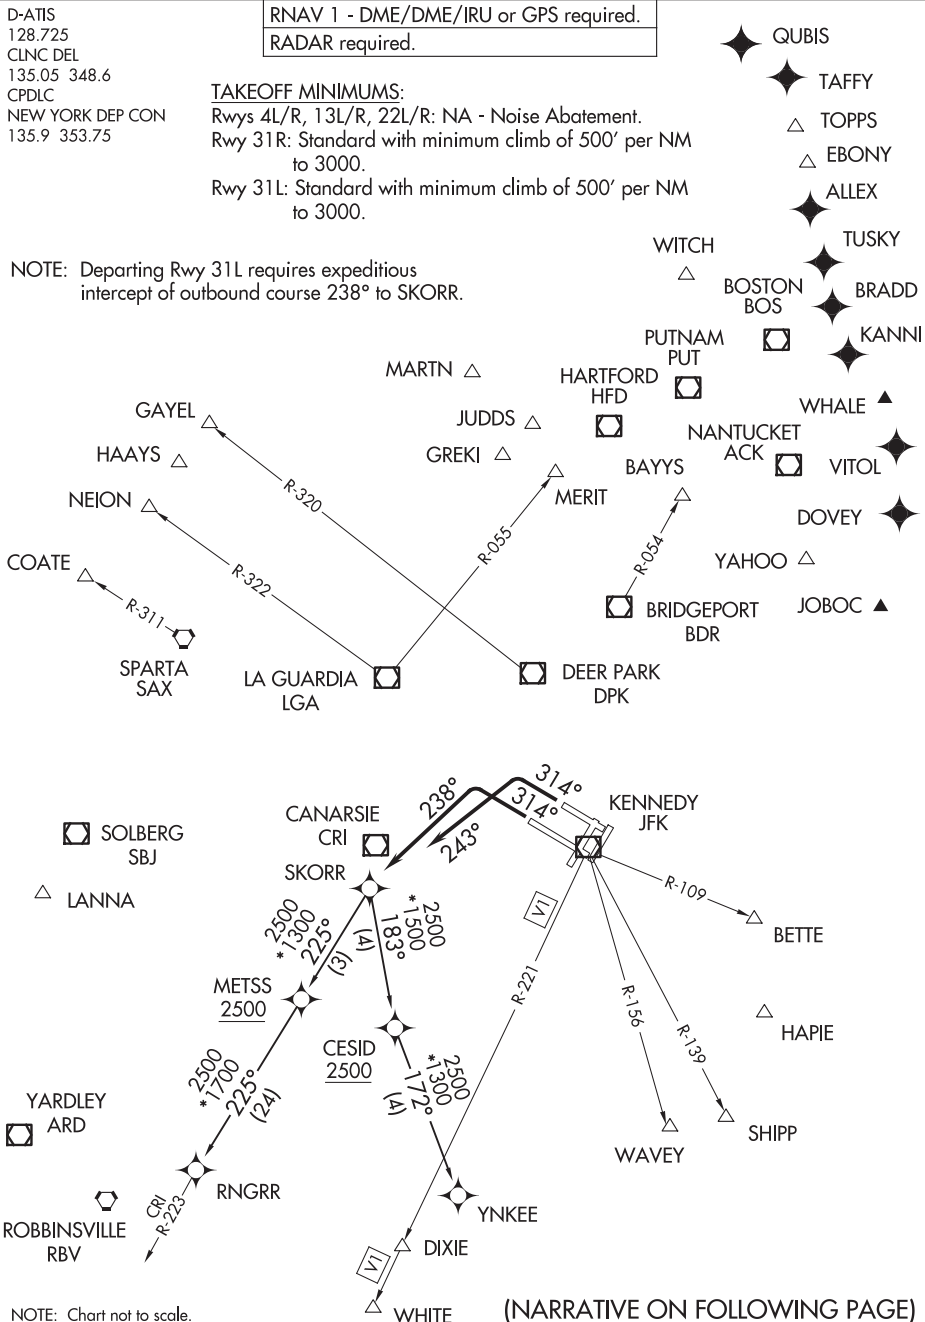 D-ATIS
128.725
CLNC DEL
135.05 348.6
CPDLC
NEW YORK DEP CON
135.9 353.75
RNAV 1 - DME/DME/IRU or GPS required.
RADAR required.
TAKEOFF MINIMUMS:
Rwys 4L/R, 13L/R, 22L/R: NA - Noise Abatement.
Rwy 31R: Standard with minimum climb of 500′ per NM
to 3000.
Rwy 31L: Standard with minimum climb of 500′ per NM
to 3000.
NOTE: Departing Rwy 31L requires expeditious
intercept of outbound course 238° to SKORR.
QUBIS
TAFFY
TOPPS
EBONY
ALLEX
TUSKY
WITCH
BOSTON
BOS
BRADD
KANNI
PUTNAM
PUT
MARTN
HARTFORD
HFD
WHALE
GAYEL
JUDDS
NANTUCKET
ACK
HAAYS
GREKI
BAYYS
VITOL
NEION
MERIT
R-320
DOVEY
COATE
R-322
R-055
R-054
YAHOO
R-311
BRIDGEPORT
BDR
JOBOC
SPARTA
SAX
LA GUARDIA
LGA
DEER PARK
DPK
314°
238°
314°
243°
KENNEDY
JFK
CANARSIE
CRI
SOLBERG
SBJ
SKORR
LANNA
R-109
V1
BETTE
2500
*1300
225°
(3)
2500
*1500
183°
(4)
R-221
R-156
R-139
METSS
2500
HAPIE
CESID
2500
2500
*1700
225°
(24)
2500
*1300
172°
(4)
YARDLEY
ARD
SHIPP
WAVEY
RNGRR
CRI
R-223
YNKEE
ROBBINSVILLE
RBV
DIXIE
V1
WHITE
NOTE: Chart not to scale.
(NARRATIVE ON FOLLOWING PAGE)